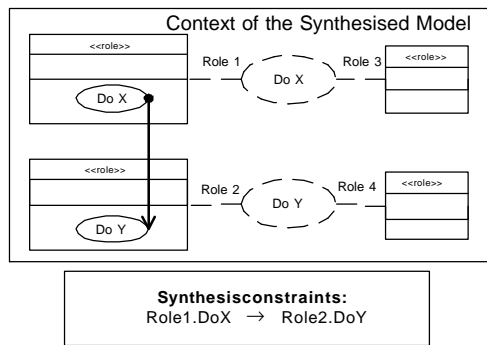 Context of the Synthesised Model
<<role>>
Role 1
Role 3
<<role>>
Do X
Do X
<<role>>
Role 2
Role 4
<<role>>
Do Y
Do Y
Synthesisconstraints:
Role1.DoX → Role2.DoY